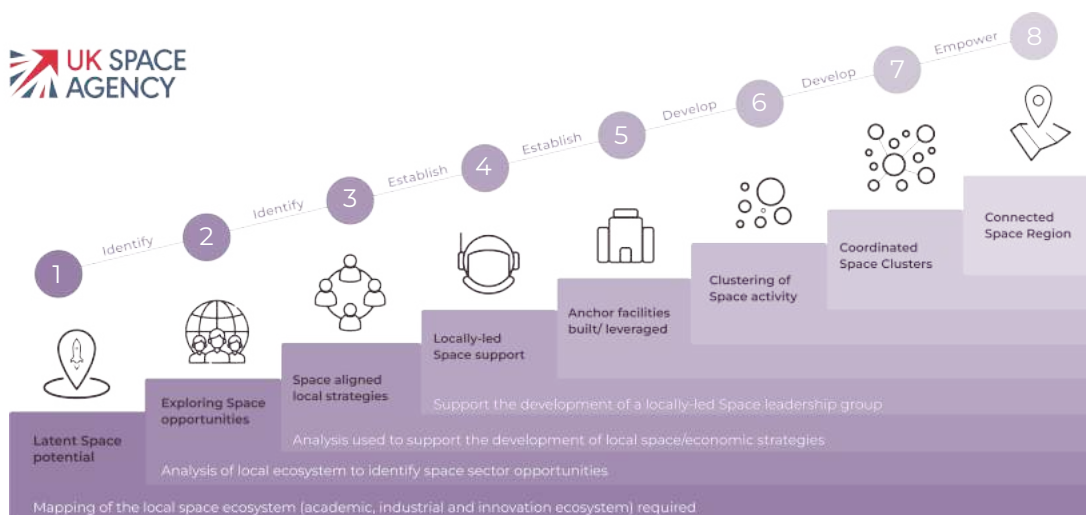 UK SPACE
AGENCY
1
Identify
2
Identify
3
Establish
4
Establish
5
Develop
6
Develop
7
Empower
8
Latent Space
potential
Exploring Space
opportunities
Space aligned
local strategies
Locally-led
Space support
Anchor facilities
built/ leveraged
Clustering of
Space activity
Coordinated
Space Clusters
Connected
Space Region
Support the development of a locally-led Space leadership group
Analysis used to support the development of local space/economic strategies
Analysis of local ecosystem to identify space sector opportunities
Mapping of the local space ecosystem (academic, industrial and innovation ecosystem) required